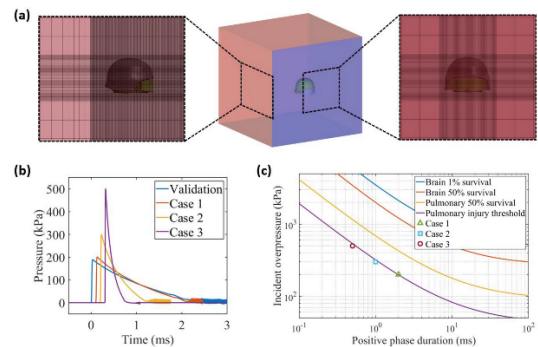 (a)
(b)
500
400
300
200
100
0
Pressure (kPa)
0
1
2
3
Time (ms)
Validation
Case 1
Case 2
Case 3
(c)
10³
10²
Incident overpressure (kPa)
10⁻¹
10⁰
10¹
10²
Positive phase duration (ms)
Brain 1% survival
Brain 50% survival
Pulmonary 50% survival
Pulmonary injury threshold
Case 1
Case 2
Case 3